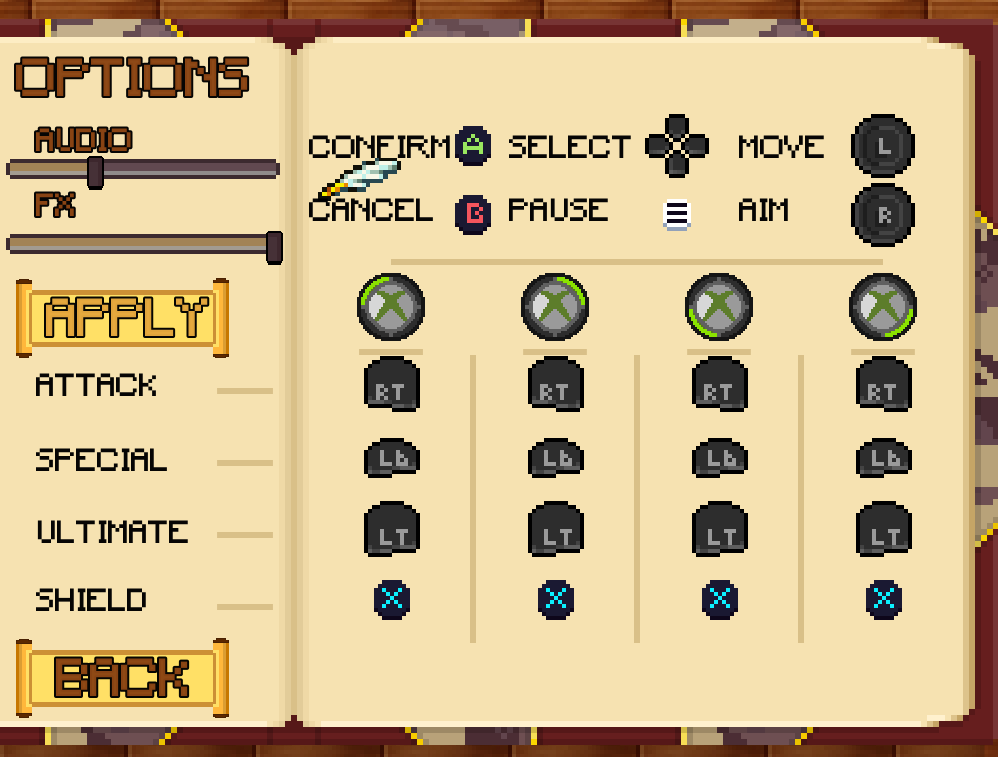 OPTIONS
AUDIO
FX
APPLY
ATTACK
SPECIAL
ULTIMATE
SHIELD
BACK
CONFIRM A SELECT MOVE L
CANCEL B PAUSE AIM R
RT RT RT RT
Lb Lb Lb Lb
LT LT LT LT
X X X X